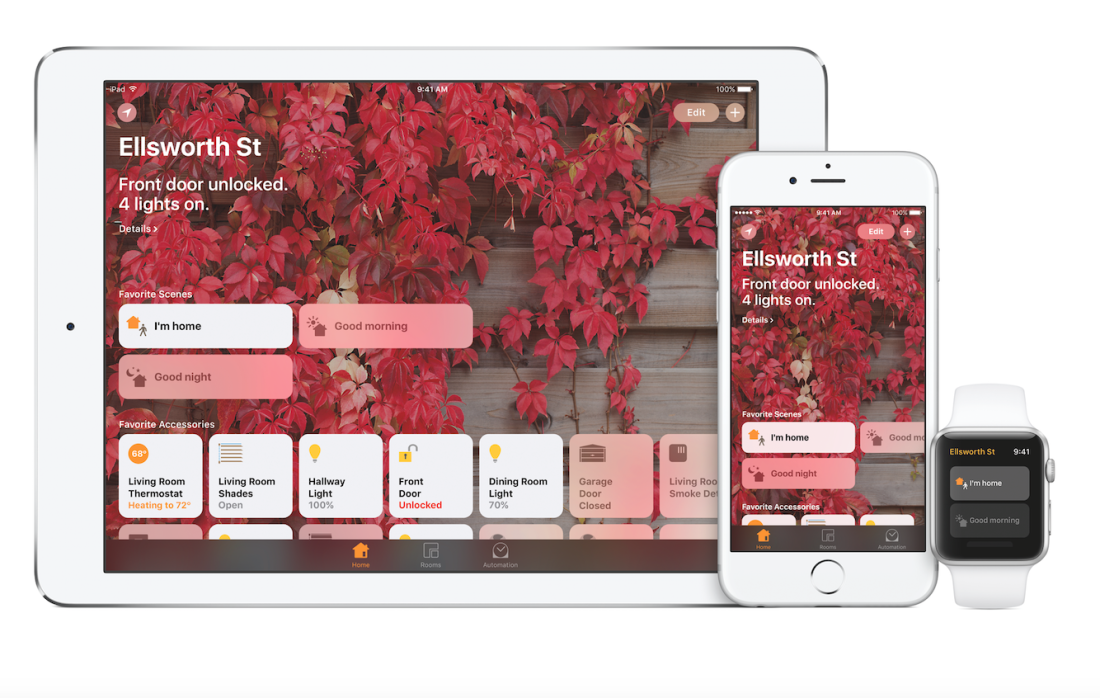 iPad
9:41 AM
100%
Edit
Ellsworth St
Front door unlocked.
4 lights on.
Details
Favorite Scenes
I'm home
Good morning
Good night
Favorite Accessories
68°
Living Room
Thermostat
Heating to 72°
Living Room
Shades
Open
Hallway
Light
100%
Front
Door
Unlocked
Dining Room
Light
70%
Garage
Door
Closed
Living Roo
Smoke Det
Home
Rooms
Automation
9:41 AM
100%
Edit
Ellsworth St
Front door unlocked.
4 lights on.
Details
Favorite Scenes
I'm home
Good mo
Good night
Favorite Accessories
Home
Rooms
Automation
Ellsworth St
9:41
I'm home
Good morning